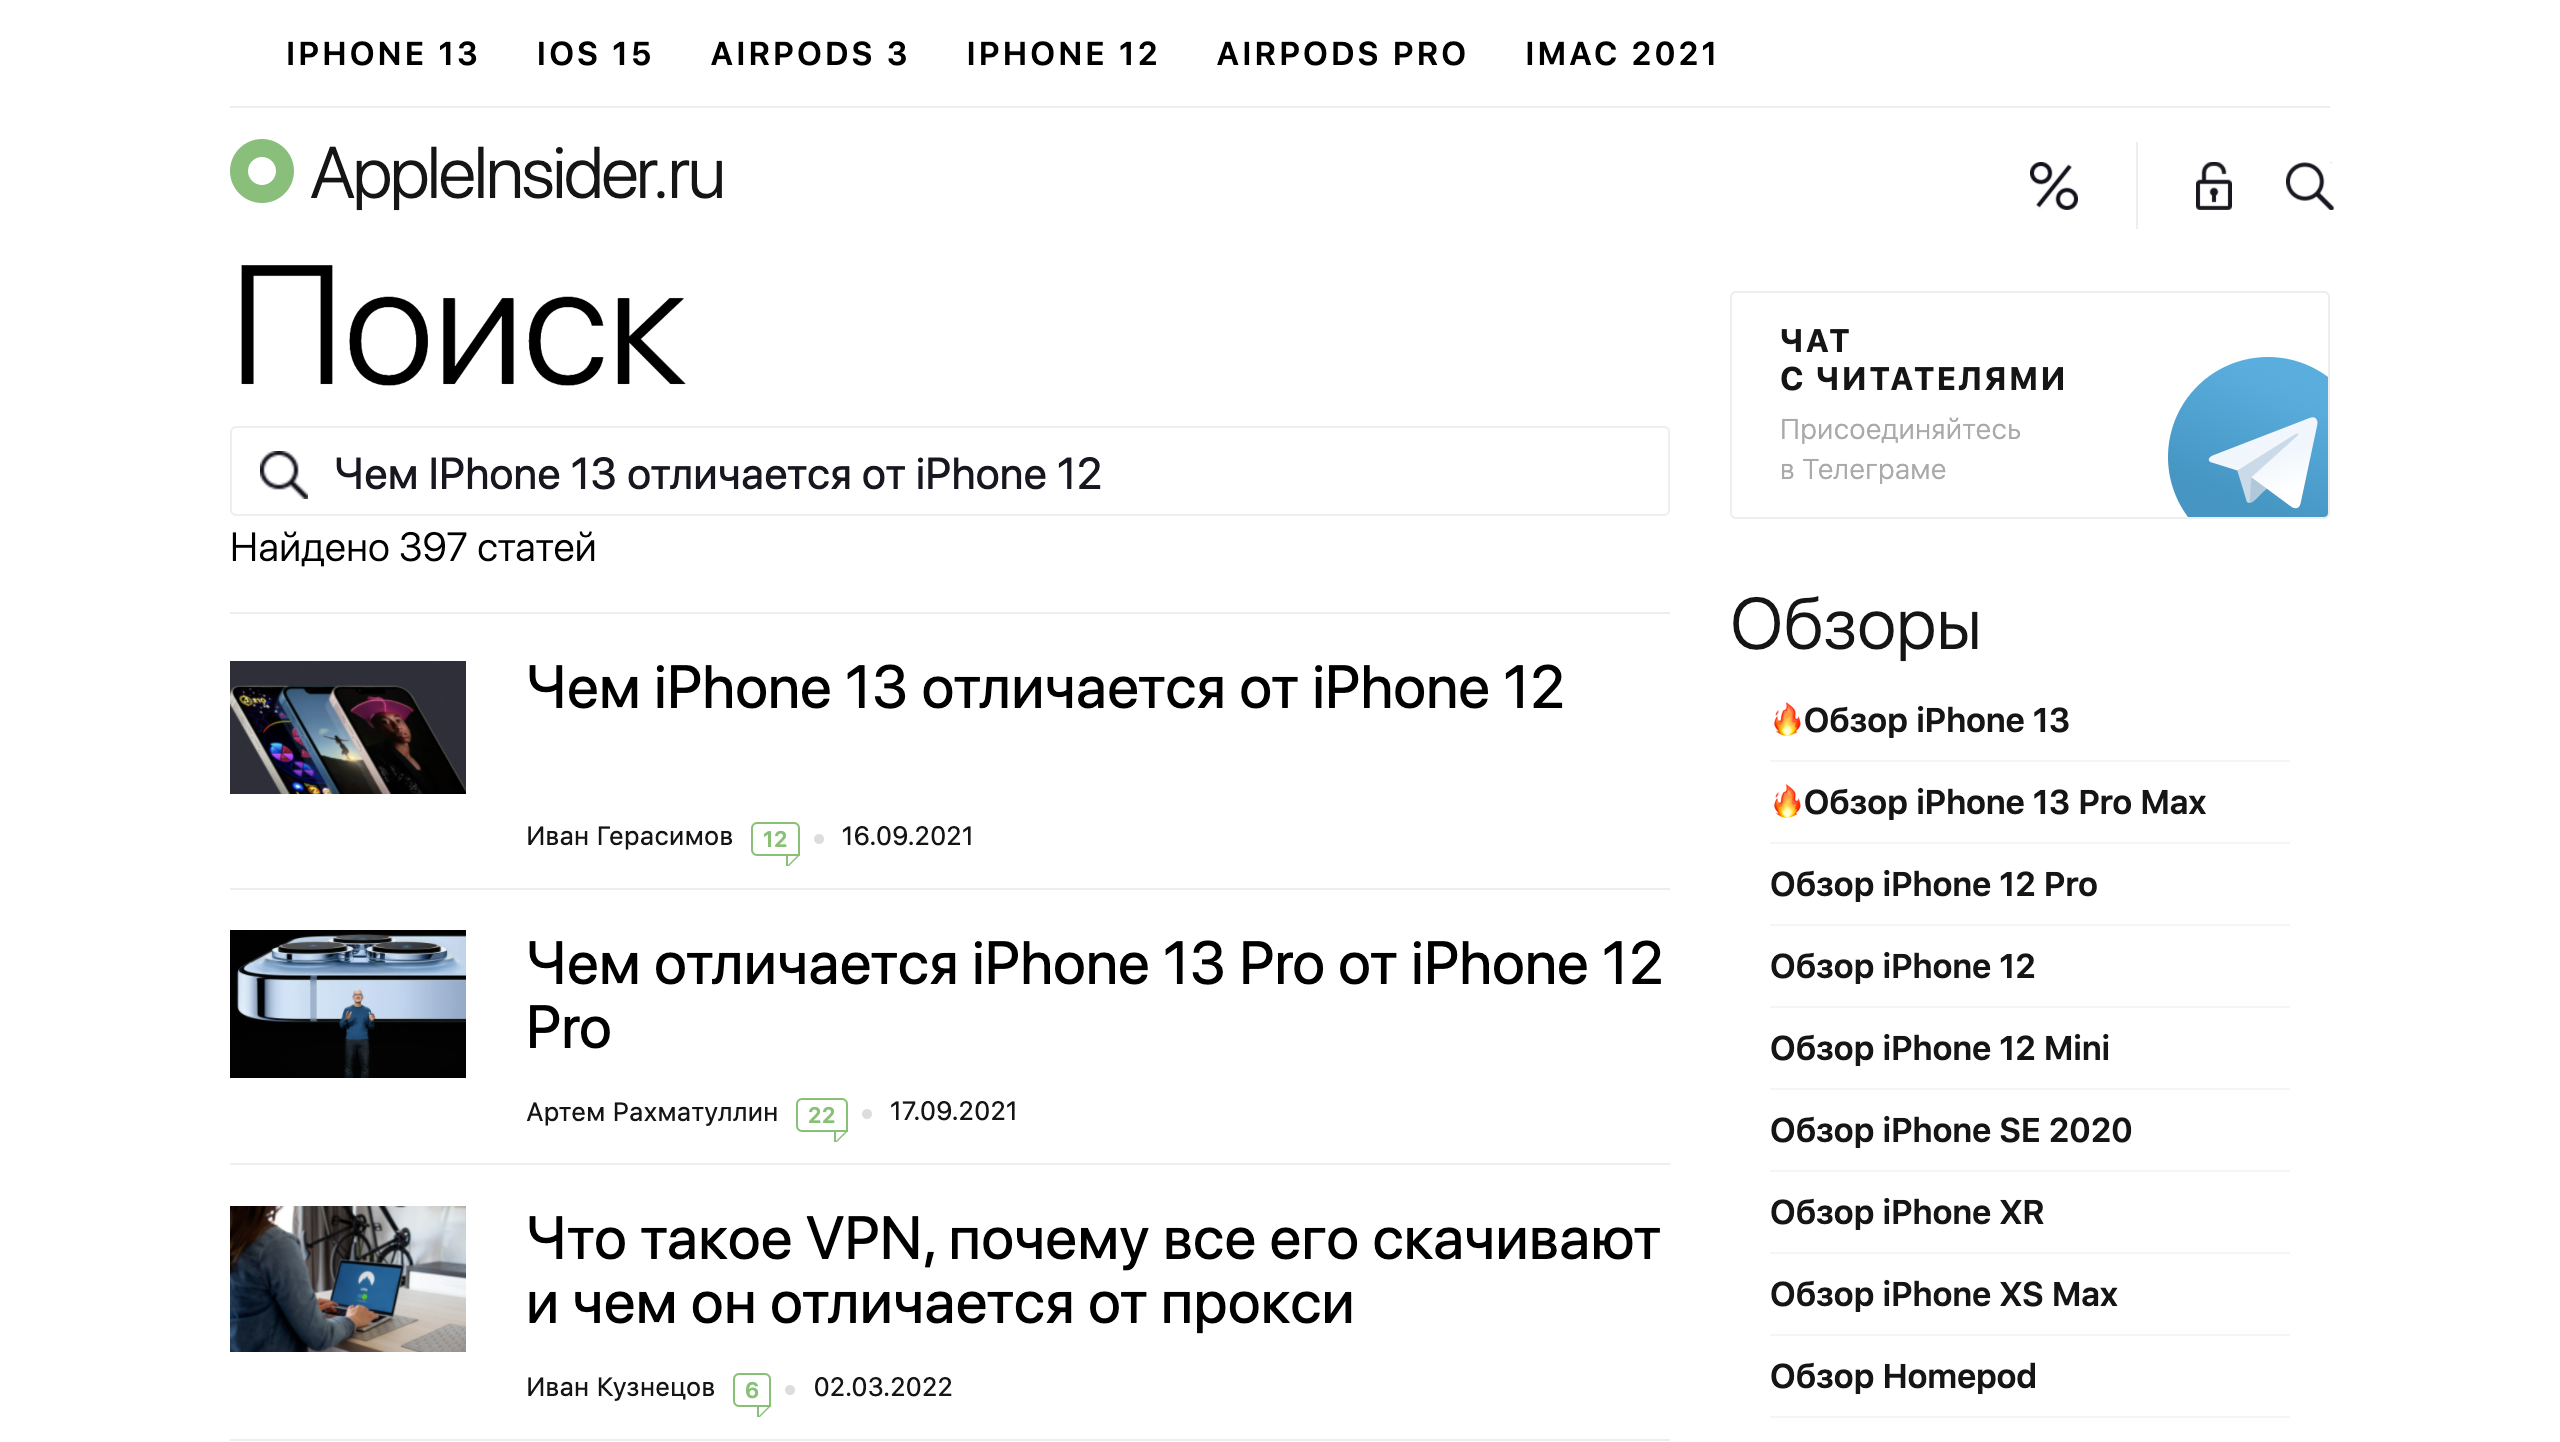 IPHONE 13 IOS 15 AIRPODS 3 IPHONE 12 AIRPODS PRO IMAC 2021
AppleInsider.ru
%
Поиск
Чем IPhone 13 отличается от iPhone 12
Найдено 397 статей
Чем iPhone 13 отличается от iPhone 12
Иван Герасимов 12 16.09.2021
Чем отличается iPhone 13 Pro от iPhone 12
Pro
Артем Рахматуллин 22 17.09.2021
Что такое VPN, почему все его скачивают
и чем он отличается от прокси
Иван Кузнецов 6 02.03.2022
ЧАТ
С ЧИТАТЕЛЯМИ
Присоединяйтесь
в Телеграме
Обзоры
🔥Обзор iPhone 13
🔥Обзор iPhone 13 Pro Max
Обзор iPhone 12 Pro
Обзор iPhone 12
Обзор iPhone 12 Mini
Обзор iPhone SE 2020
Обзор iPhone XR
Обзор iPhone XS Max
Обзор Homepod